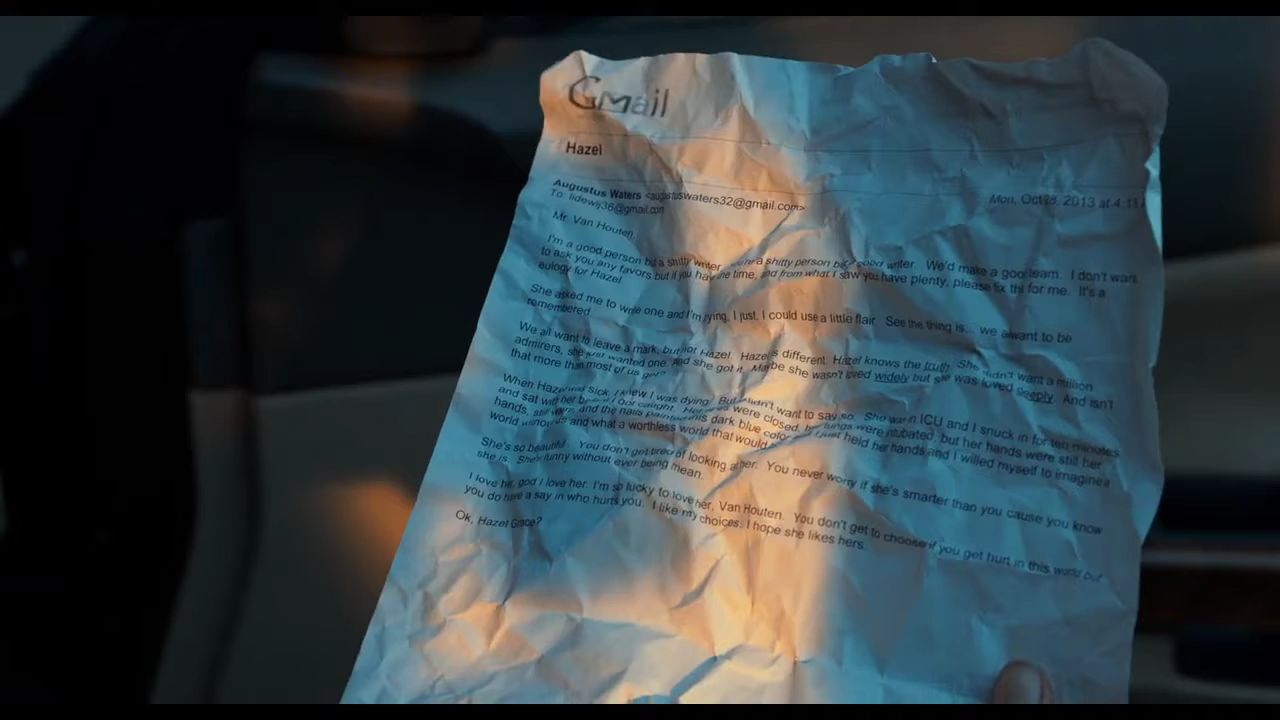 Gmail
Hazel
Augustus Waters <augustuswaters32@gmail.com>
Mon, Oct 28, 2013 at 4:13
To: lidewij36@gmail.com
Mr. Van Houten,
I'm a good person but a shitty writer. You're a shitty person but a good writer. We'd make a good team. I don't want
to ask you any favors but if you have the time, and from what I saw you have plenty, please fix this for me. It's a
eulogy for Hazel.
She asked me to write one and I'm trying, I just, I could use a little flair. See the thing is... we all want to be
remembered
We all want to leave a mark, but not Hazel. Hazel is different. Hazel knows the truth. She didn't want a million
admirers, she just wanted one. and she got it. Maybe she wasn't loved widely but she was loved deeply. And isn't
that more than most of us get?
When Hazel was sick, I knew I was dying. But I didn't want to say so. She was in ICU and I snuck in for ten minutes
and sat with her before I got caught. Her eyes were closed, her lungs were intubated, but her hands were still her
hands, still warm and the nails painted this dark blue color and I just held her hands and I willed myself to imagine a
world without us and what a worthless world that would
She's so beautiful. You don't get tired of looking at her. You never worry if she's smarter than you cause you know
she is. She's funny without ever being mean.
I love her, god I love her. I'm so lucky to love her, Van Houten. You don't get to choose if you get hurt in this world but
you do have a say in who hurts you. I like my choices. I hope she likes hers.
Ok, Hazel Grace?